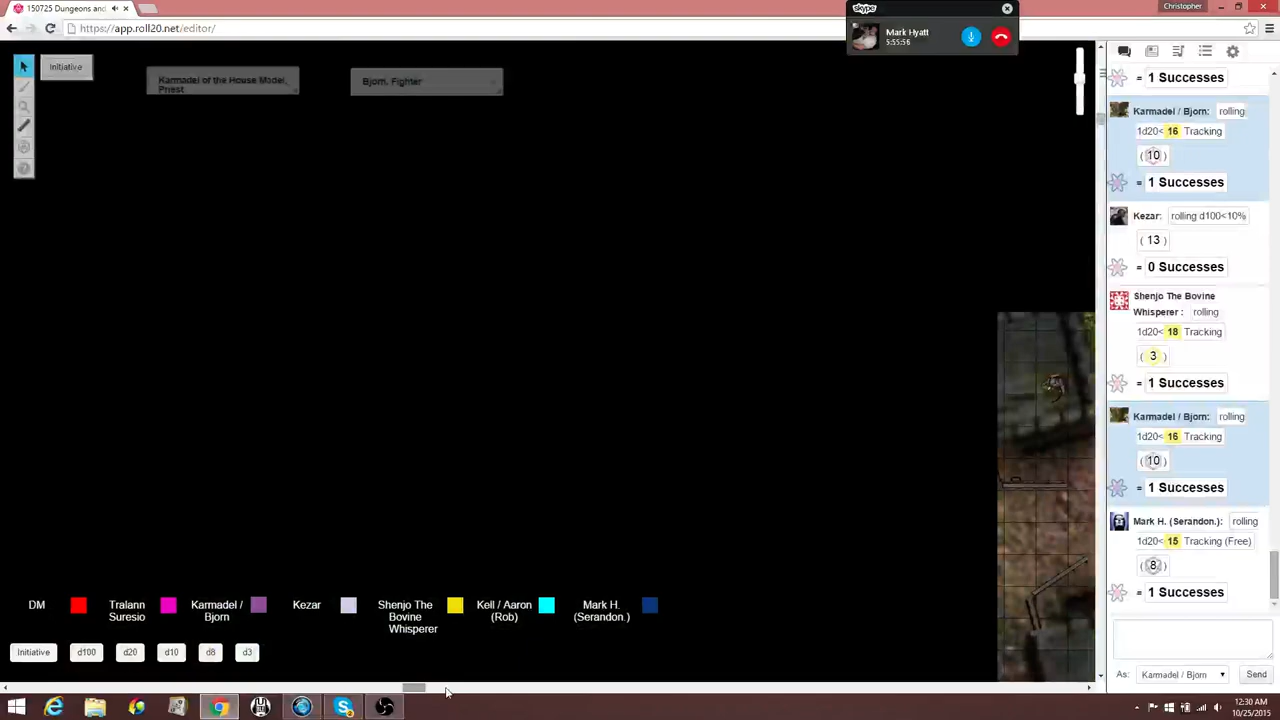 150725 Dungeons and
Christopher
https://app.roll20.net/editor/
skype
Mark Hyatt
5:55:56
Initiative
Karmadel of the House Model,
Priest
Bjorn, Fighter
= 1 Successes
Karmadel / Bjorn: rolling
1d20< 16 Tracking
( 10 )
= 1 Successes
Kezar: rolling d100<10%
( 13 )
= 0 Successes
Shenjo The Bovine
Whisperer : rolling
1d20< 18 Tracking
( 3 )
= 1 Successes
Karmadel / Bjorn: rolling
1d20< 16 Tracking
( 10 )
= 1 Successes
Mark H. (Serandon.): rolling
1d20< 15 Tracking (Free)
( 8 )
= 1 Successes
DM
Tralann
Suresio
Karmadel /
Bjorn
Kezar
Shenjo The
Bovine
Whisperer
Kell / Aaron
(Rob)
Mark H.
(Serandon.)
Initiative d100 d20 d10 d8 d3
As: Karmadel / Bjorn Send
12:30 AM
10/25/2015